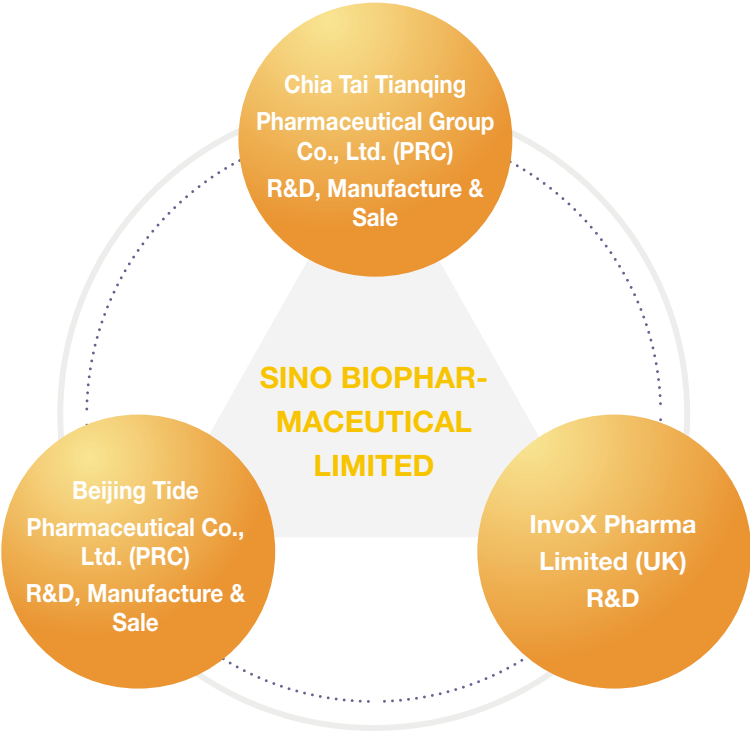 Chia Tai Tianqing
Pharmaceutical Group
Co., Ltd. (PRC)
R&D, Manufacture &
Sale
SINO BIOPHAR-
MACEUTICAL
LIMITED
Beijing Tide
Pharmaceutical Co.,
Ltd. (PRC)
R&D, Manufacture &
Sale
InvoX Pharma
Limited (UK)
R&D